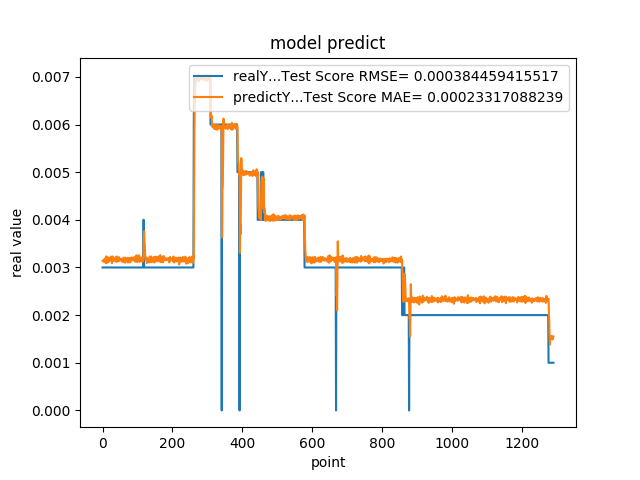 model predict
realY...Test Score RMSE= 0.000384459415517
predictY...Test Score MAE= 0.00023317088239
0.007
0.006
0.005
0.004
0.003
0.002
0.001
0.000
real value
0 200 400 600 800 1000 1200
point